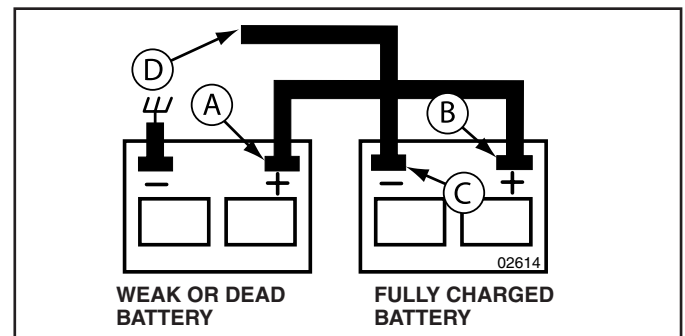 D
A
B
C
− + − +
02614
WEAK OR DEAD
BATTERY
FULLY CHARGED
BATTERY